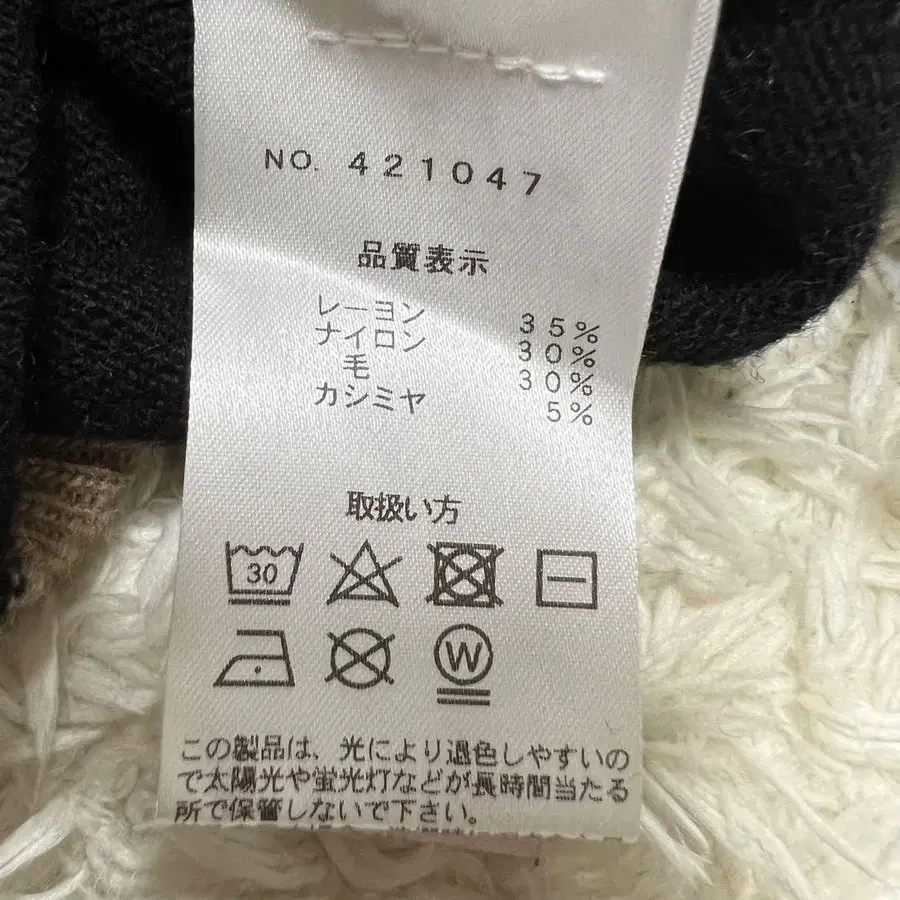 NO. 421047
品質表示
レーヨン 35%
ナイロン 30%
毛 30%
カシミヤ 5%
取扱い方
30
W
この製品は、光により退色しやすいの
で太陽光や蛍光灯などが長時間当たる
所で保管しないで下さい。